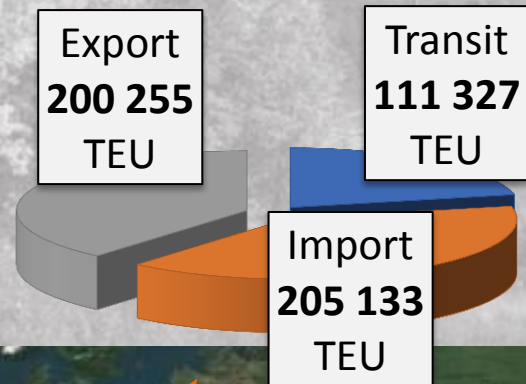 Export
200 255
TEU
Transit
111 327
TEU
Import
205 133
TEU